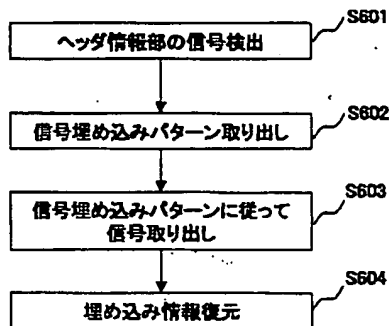 S601
ヘッダ情報部の信号検出
S602
信号埋め込みパターン取り出し
S603
信号埋め込みパターンに従って
信号取り出し
S604
埋め込み情報復元